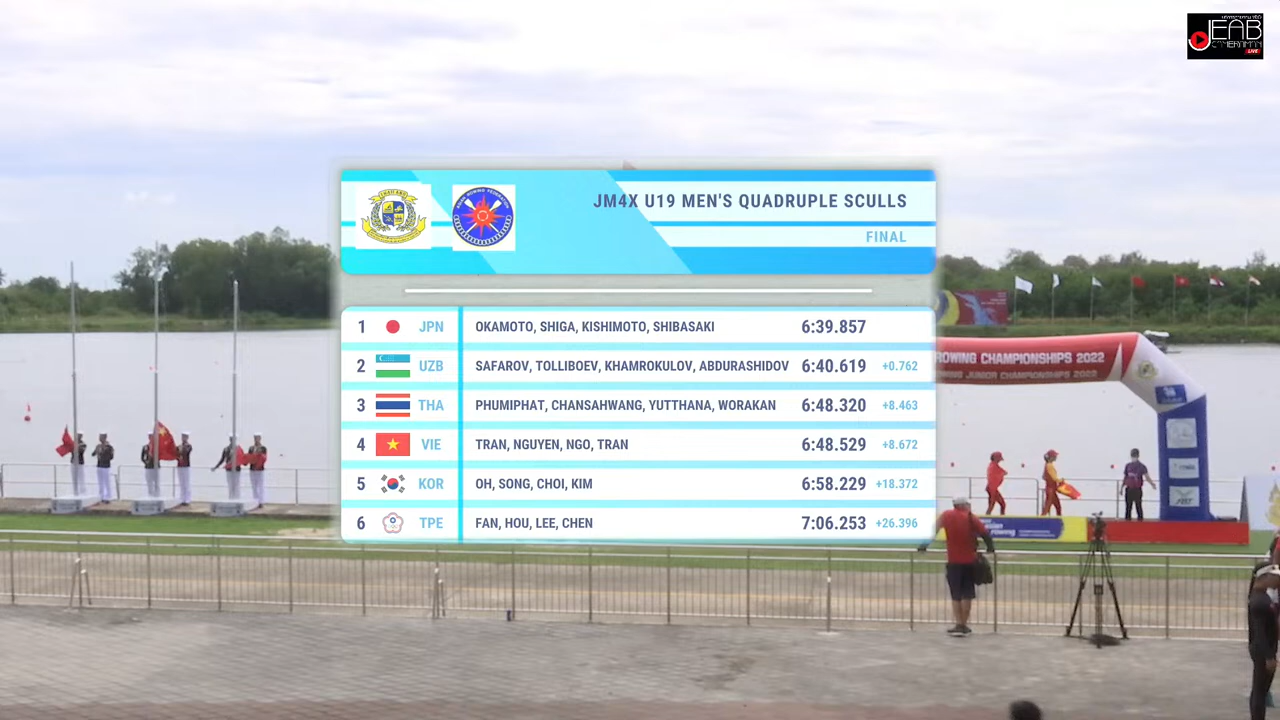 JEAB
CAMERAMAN
LIVE
JM4X U19 MEN'S QUADRUPLE SCULLS
FINAL
1 JPN OKAMOTO, SHIGA, KISHIMOTO, SHIBASAKI 6:39.857
2 UZB SAFAROV, TOLLIBOEV, KHAMROKULOV, ABDURASHIDOV 6:40.619 +0.762
3 THA PHUMIPHAT, CHANSAHWANG, YUTTHANA, WORAKAN 6:48.320 +8.463
4 VIE TRAN, NGUYEN, NGO, TRAN 6:48.529 +8.672
5 KOR OH, SONG, CHOI, KIM 6:58.229 +18.372
6 TPE FAN, HOU, LEE, CHEN 7:06.253 +26.396
ROWING CHAMPIONSHIPS 2022
ROWING JUNIOR CHAMPIONSHIPS 2022